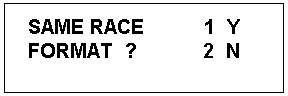 SAME RACE 1 Y
FORMAT ? 2 N